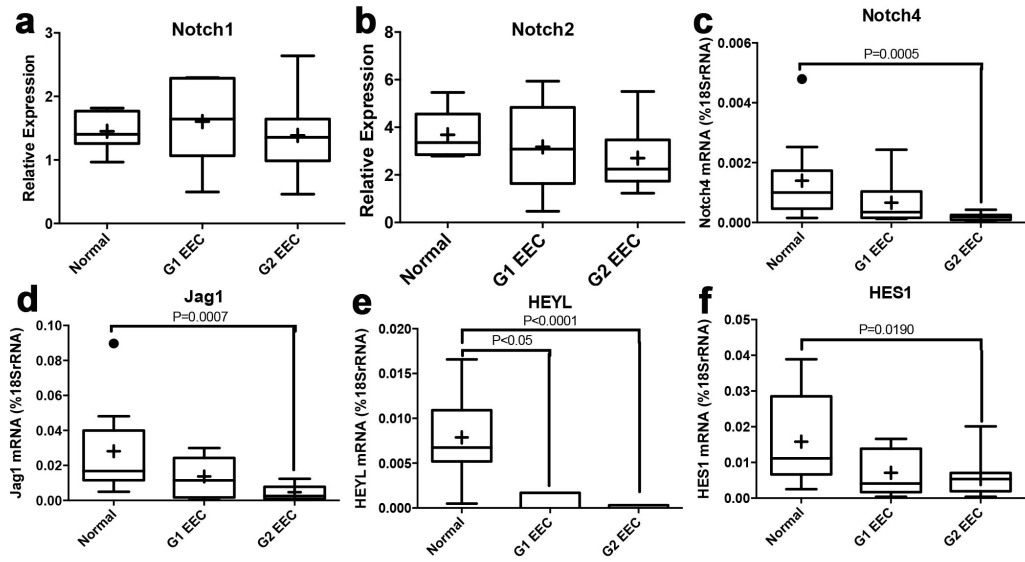 a
Notch1
Relative Expression
3
2
1
0
Normal
G1 EEC
G2 EEC
b
Notch2
Relative Expression
8
6
4
2
0
Normal
G1 EEC
G2 EEC
c
Notch4
Notch4 mRNA (%18SrRNA)
0.006
0.004
0.002
0.000
P=0.0005
Normal
G1 EEC
G2 EEC
d
Jag1
Jag1 mRNA (%18SrRNA)
0.10
0.08
0.06
0.04
0.02
0.00
P=0.0007
Normal
G1 EEC
G2 EEC
e
HEYL
HEYL mRNA (%18SrRNA)
0.020
0.015
0.010
0.005
0.000
P<0.0001
P<0.05
Normal
G1 EEC
G2 EEC
f
HES1
HES1 mRNA (%18SrRNA)
0.05
0.04
0.03
0.02
0.01
0.00
P=0.0190
Normal
G1 EEC
G2 EEC